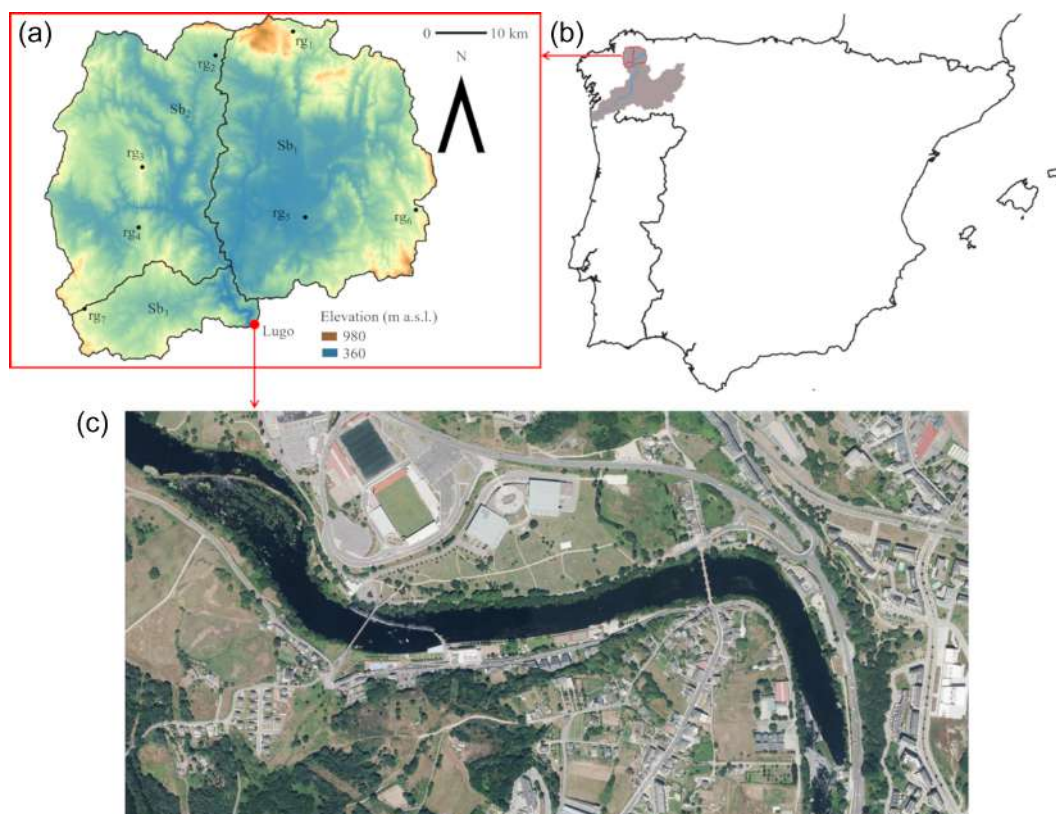 (a)
0 10 km
N
rg1
rg2
Sb2
Sb1
rg3
rg5
rg6
rg4
Sb3
rg7
Elevation (m a.s.l.)
980
360
Lugo
(b)
(c)